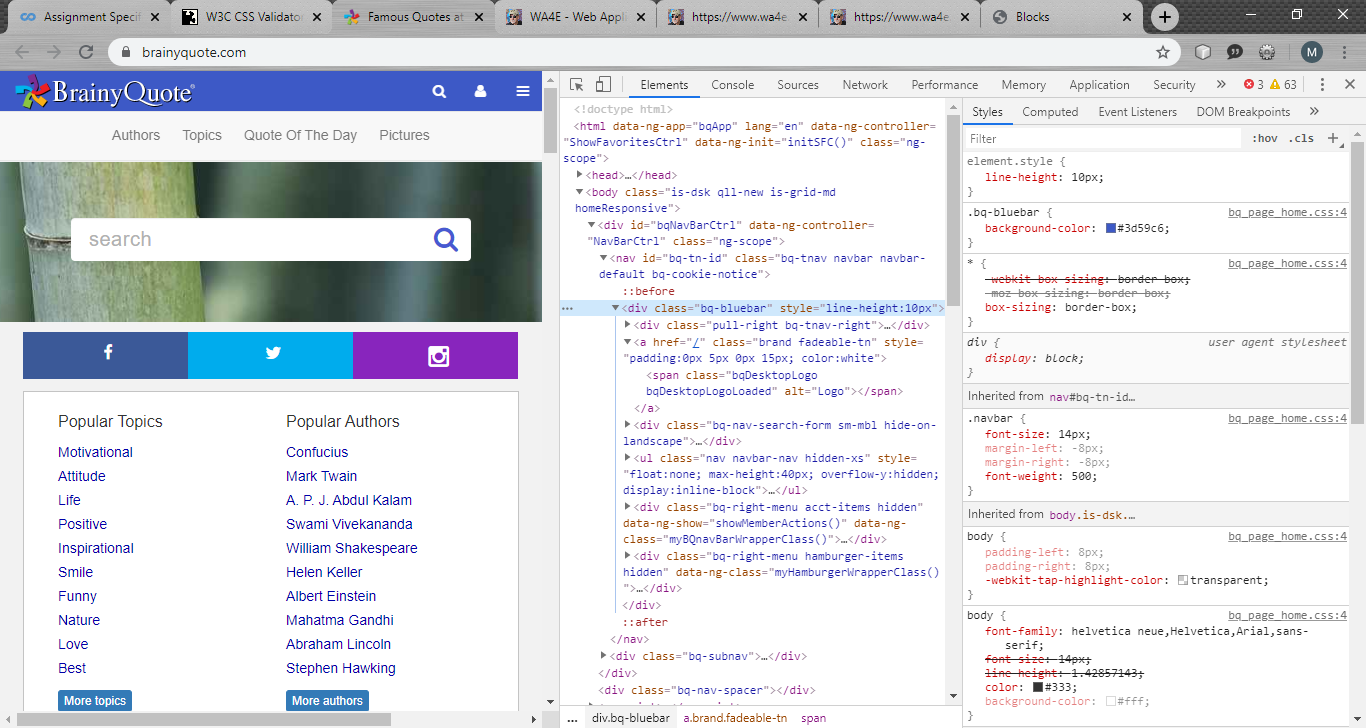 Assignment Specif
W3C CSS Validato
Famous Quotes at
WA4E - Web Appli
https://www.wa4e
https://www.wa4e
Blocks
brainyquote.com
M
BrainyQuote®
Authors Topics Quote Of The Day Pictures
search
Popular Topics
Motivational
Attitude
Life
Positive
Inspirational
Smile
Funny
Nature
Love
Best
More topics
Popular Authors
Confucius
Mark Twain
A. P. J. Abdul Kalam
Swami Vivekananda
William Shakespeare
Helen Keller
Albert Einstein
Mahatma Gandhi
Abraham Lincoln
Stephen Hawking
More authors
Elements Console Sources Network Performance Memory Application Security » 3 63
<!doctype html>
<html data-ng-app="bqApp" lang="en" data-ng-controller=
"ShowFavoritesCtrl" data-ng-init="initSFC()" class="ng-
scope">
<head>…</head>
<body class="is-dsk qll-new is-grid-md
homeResponsive">
<div id="bqNavBarCtrl" data-ng-controller=
"NavBarCtrl" class="ng-scope">
<nav id="bq-tn-id" class="bq-tnav navbar navbar-
default bq-cookie-notice">
::before
… <div class="bq-bluebar" style="line-height:10px">
<div class="pull-right bq-tnav-right">…</div>
<a href="/" class="brand fadeable-tn" style=
"padding:0px 5px 0px 15px; color:white">
<span class="bqDesktopLogo
bqDesktopLogoLoaded" alt="Logo"></span>
</a>
<div class="bq-nav-search-form sm-mbl hide-on-
landscape">…</div>
<ul class="nav navbar-nav hidden-xs" style=
"float:none; max-height:40px; overflow-y:hidden;
display:inline-block">…</ul>
<div class="bq-right-menu acct-items hidden"
data-ng-show="showMemberActions()" data-ng-
class="myBQnavBarWrapperClass()">…</div>
<div class="bq-right-menu hamburger-items
hidden" data-ng-class="myHamburgerWrapperClass()
">…</div>
</div>
::after
</nav>
<div class="bq-subnav">…</div>
</div>
<div class="bq-nav-spacer"></div>
… div.bq-bluebar a.brand.fadeable-tn span
Styles Computed Event Listeners DOM Breakpoints »
Filter :hov .cls +
element.style {
line-height: 10px;
}
.bq-bluebar { bq_page_home.css:4
background-color: #3d59c6;
}
* { bq_page_home.css:4
-webkit-box-sizing: border-box;
-moz-box-sizing: border-box;
box-sizing: border-box;
}
div { user agent stylesheet
display: block;
}
Inherited from nav#bq-tn-id…
.navbar { bq_page_home.css:4
font-size: 14px;
margin-left: -8px;
margin-right: -8px;
font-weight: 500;
}
Inherited from body.is-dsk.…
body { bq_page_home.css:4
padding-left: 8px;
padding-right: 8px;
-webkit-tap-highlight-color: transparent;
}
body { bq_page_home.css:4
font-family: helvetica neue,Helvetica,Arial,sans-
serif;
font-size: 14px;
line-height: 1.42857143;
color: #333;
background-color: #fff;
}